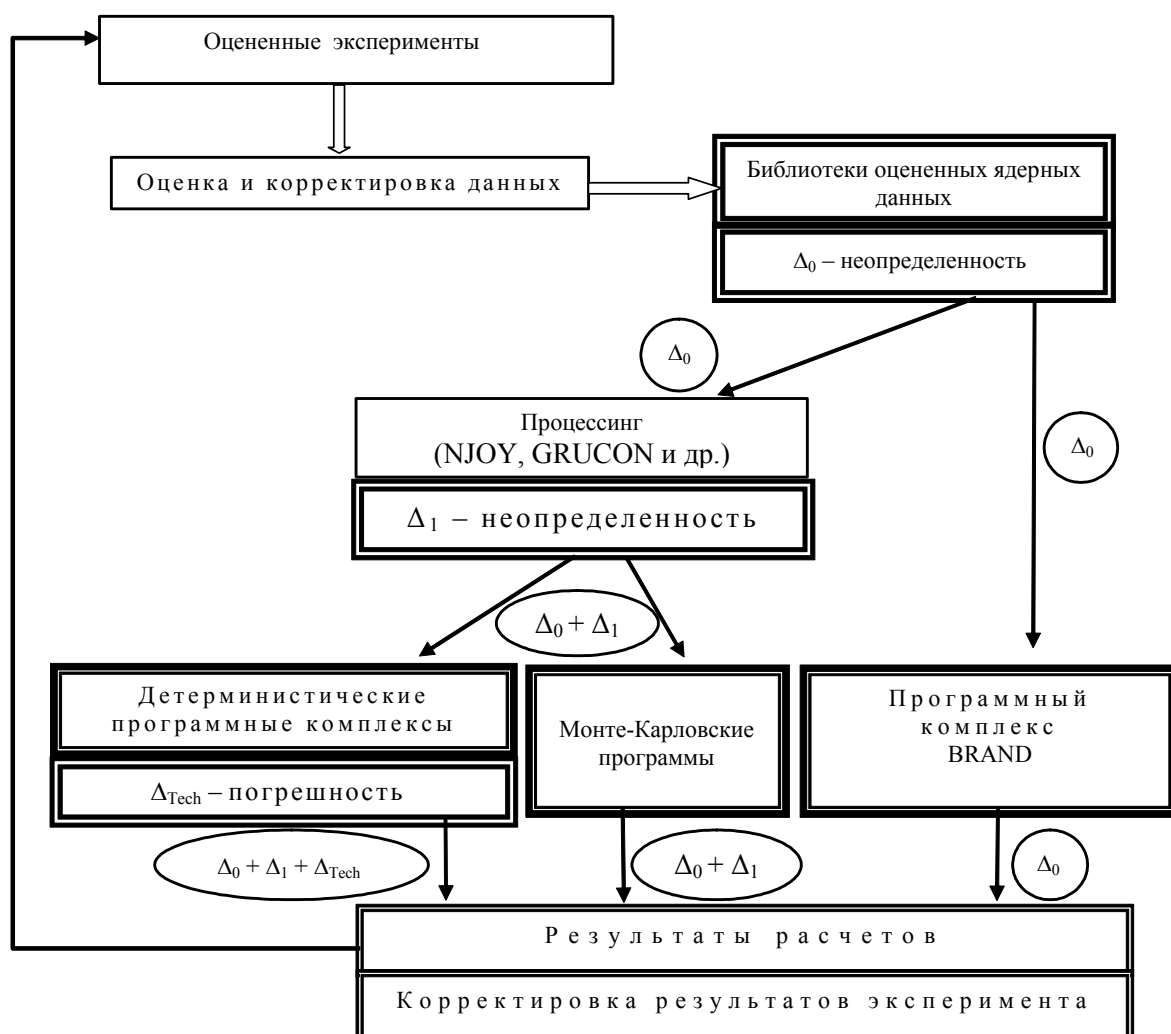 Оцененные эксперименты
Оценка и корректировка данных
Библиотеки оцененных ядерных
данных
Δ₀ – неопределенность
Δ₀
Процессинг
(NJOY, GRUCON и др.)
Δ₀
Δ₁ – неопределенность
Δ₀ + Δ₁
Детерминистические
программные комплексы
Δ_Tech – погрешность
Монте-Карловские
программы
Программный
комплекс
BRAND
Δ₀ + Δ₁ + Δ_Tech
Δ₀ + Δ₁
Δ₀
Результаты расчетов
Корректировка результатов эксперимента